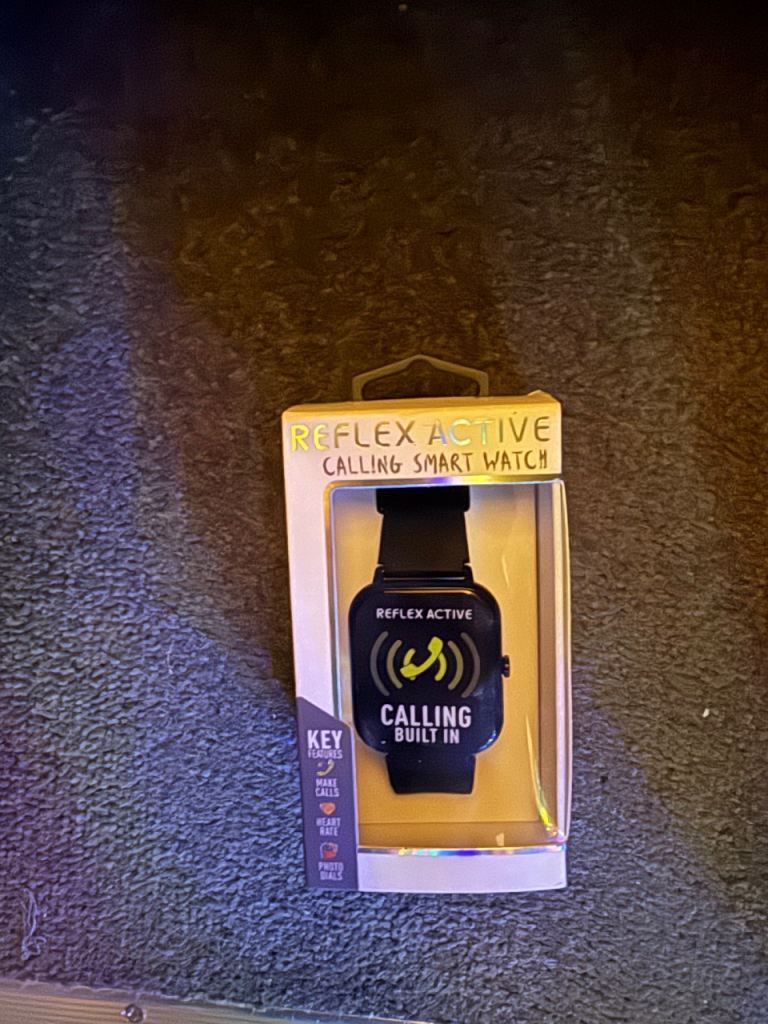 REFLEX ACTIVE
CALLING SMART WATCH
REFLEX ACTIVE
CALLING
BUILT IN
KEY
FEATURES
MAKE
CALLS
HEART
RATE
PHOTO
DIALS